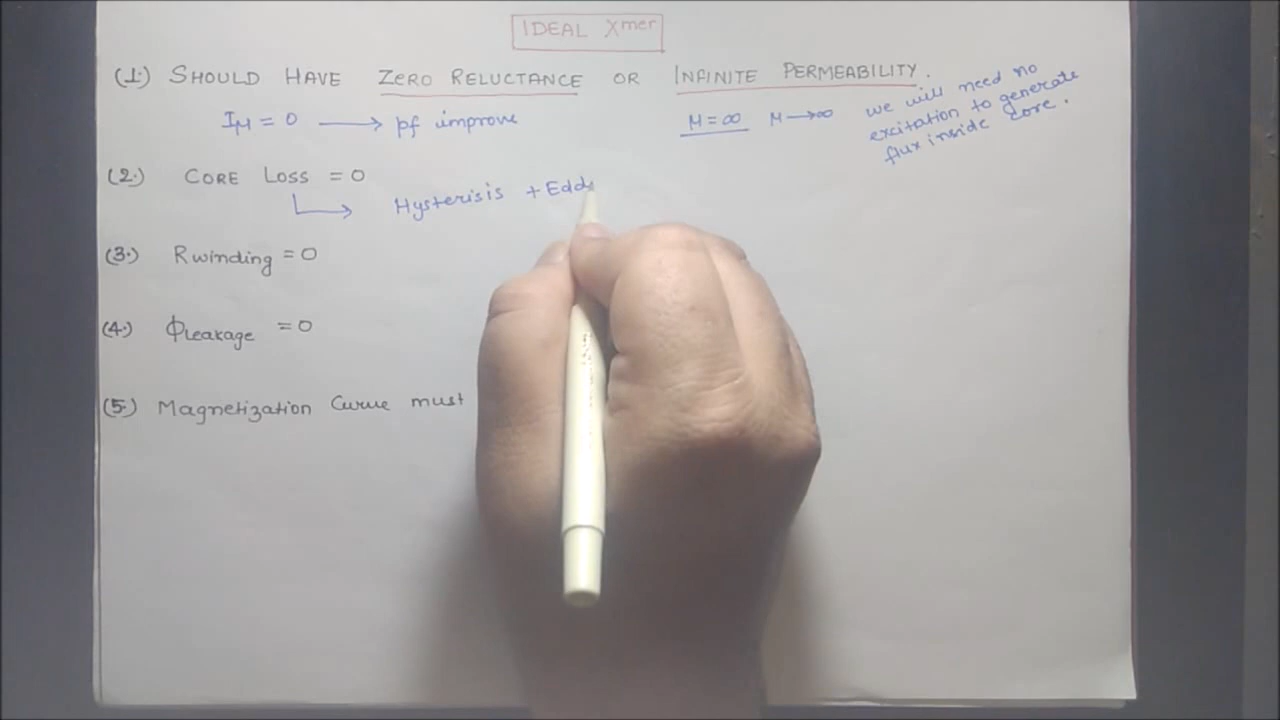 IDEAL Xmer
(1.) SHOULD HAVE ZERO RELUCTANCE OR INFINITE PERMEABILITY.
IM = 0 → pf improve
μ = ∞ μ → ∞
we will need no
excitation to generate
flux inside core.
(2.) CORE LOSS = 0
Hysterisis + Eddy
(3.) Rwinding = 0
(4.) ΦLeakage = 0
(5.) Magnetization Curve must